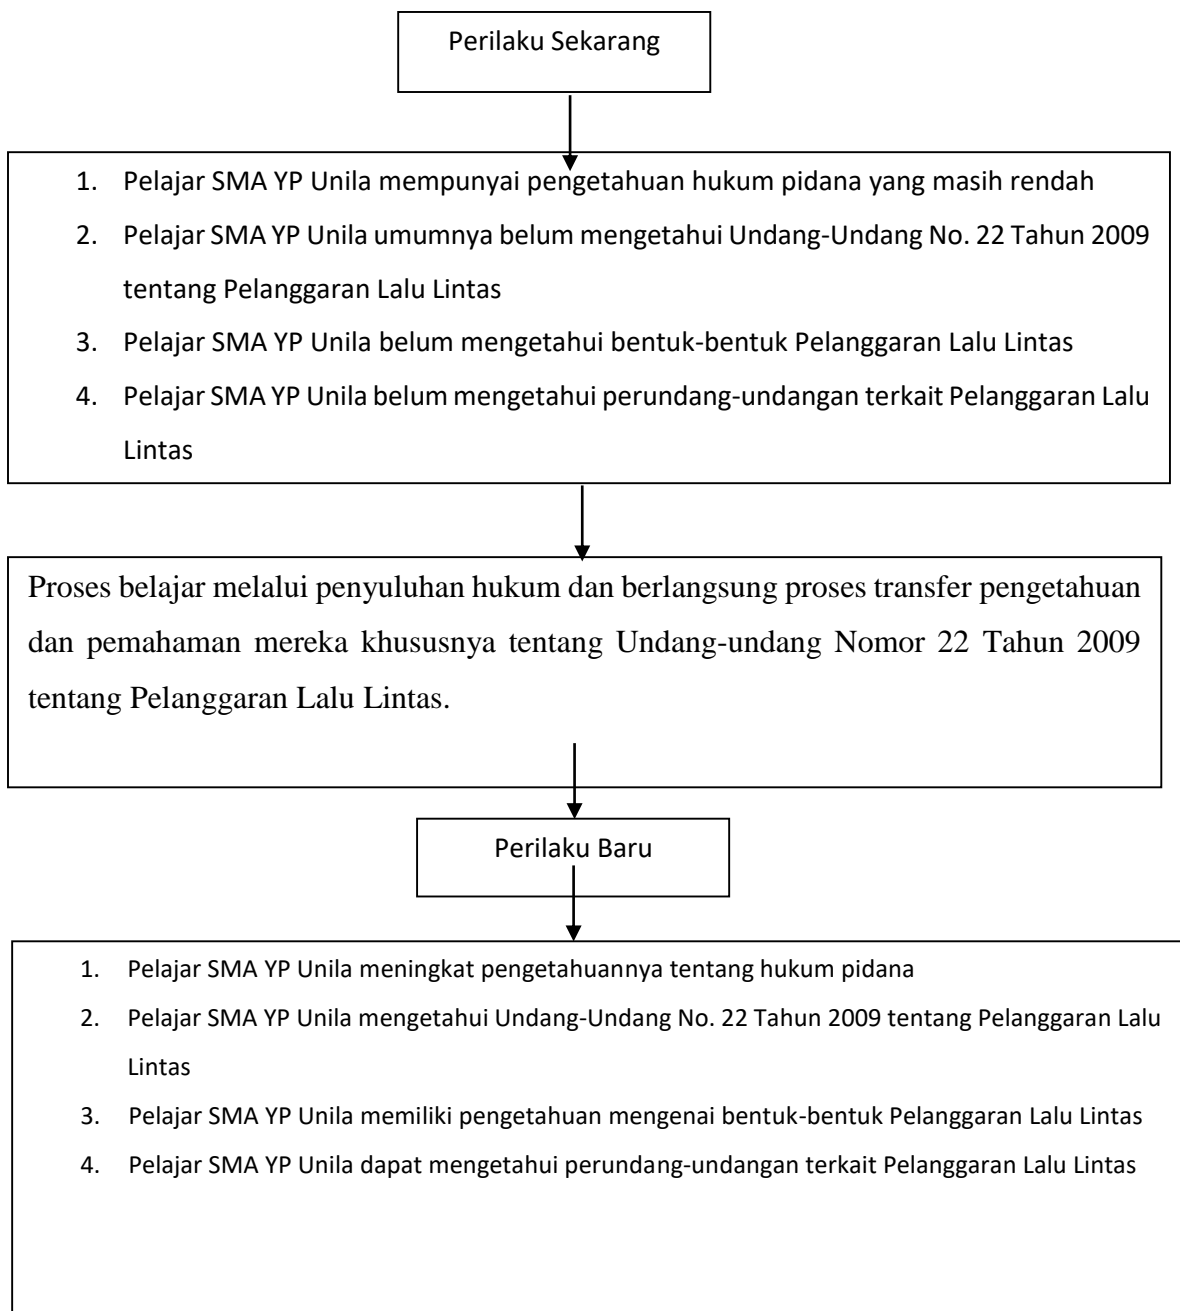 Perilaku Sekarang
1. Pelajar SMA YP Unila mempunyai pengetahuan hukum pidana yang masih rendah
2. Pelajar SMA YP Unila umumnya belum mengetahui Undang-Undang No. 22 Tahun 2009
tentang Pelanggaran Lalu Lintas
3. Pelajar SMA YP Unila belum mengetahui bentuk-bentuk Pelanggaran Lalu Lintas
4. Pelajar SMA YP Unila belum mengetahui perundang-undangan terkait Pelanggaran Lalu
Lintas
Proses belajar melalui penyuluhan hukum dan berlangsung proses transfer pengetahuan
dan pemahaman mereka khususnya tentang Undang-undang Nomor 22 Tahun 2009
tentang Pelanggaran Lalu Lintas.
Perilaku Baru
1. Pelajar SMA YP Unila meningkat pengetahuannya tentang hukum pidana
2. Pelajar SMA YP Unila mengetahui Undang-Undang No. 22 Tahun 2009 tentang Pelanggaran Lalu
Lintas
3. Pelajar SMA YP Unila memiliki pengetahuan mengenai bentuk-bentuk Pelanggaran Lalu Lintas
4. Pelajar SMA YP Unila dapat mengetahui perundang-undangan terkait Pelanggaran Lalu Lintas